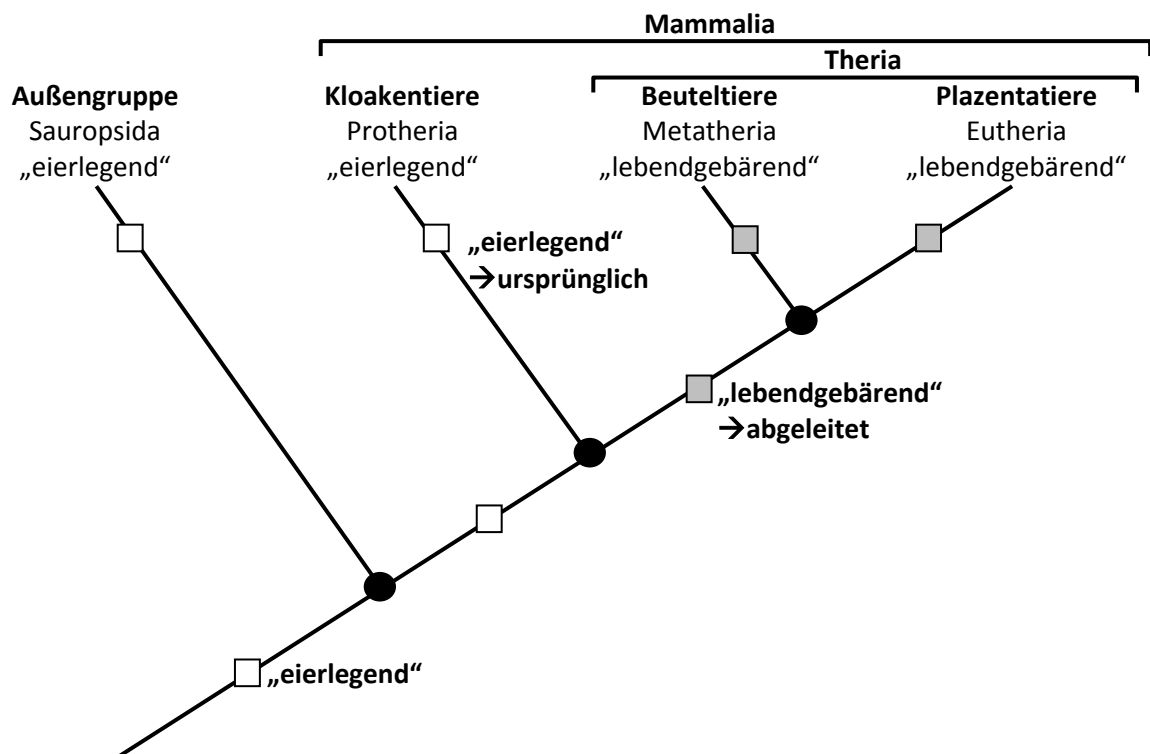 Mammalia
Theria
Außengruppe
Sauropsida
„eierlegend“
Kloakentiere
Protheria
„eierlegend“
Beuteltiere
Metatheria
„lebendgebärend“
Plazentatiere
Eutheria
„lebendgebärend“
„eierlegend“
→ursprünglich
„lebendgebärend“
→abgeleitet
„eierlegend“